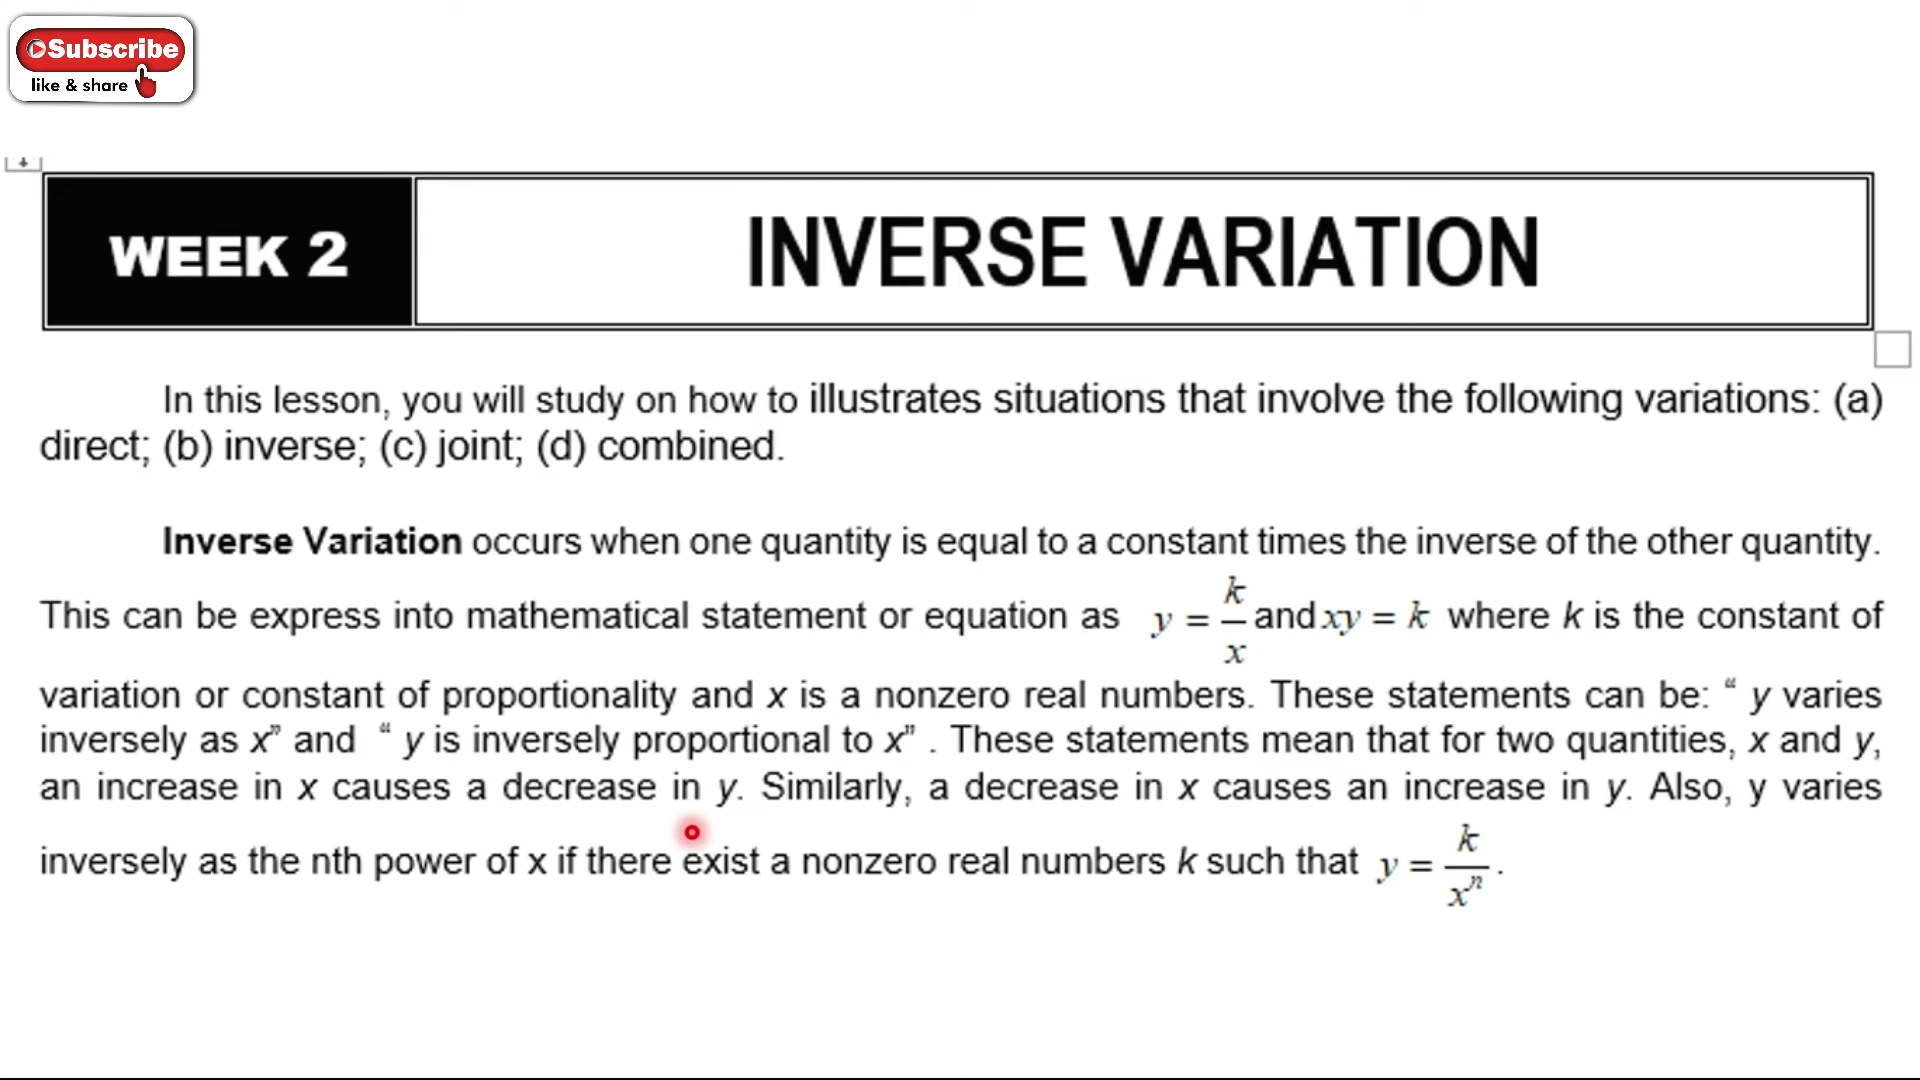 Subscribe
like & share
WEEK 2
INVERSE VARIATION
In this lesson, you will study on how to illustrates situations that involve the following variations: (a)
direct; (b) inverse; (c) joint; (d) combined.
Inverse Variation occurs when one quantity is equal to a constant times the inverse of the other quantity.
This can be express into mathematical statement or equation as y = k/x and xy = k where k is the constant of
variation or constant of proportionality and x is a nonzero real numbers. These statements can be: “ y varies
inversely as x” and “ y is inversely proportional to x” . These statements mean that for two quantities, x and y,
an increase in x causes a decrease in y. Similarly, a decrease in x causes an increase in y. Also, y varies
inversely as the nth power of x if there exist a nonzero real numbers k such that y = k/xⁿ .